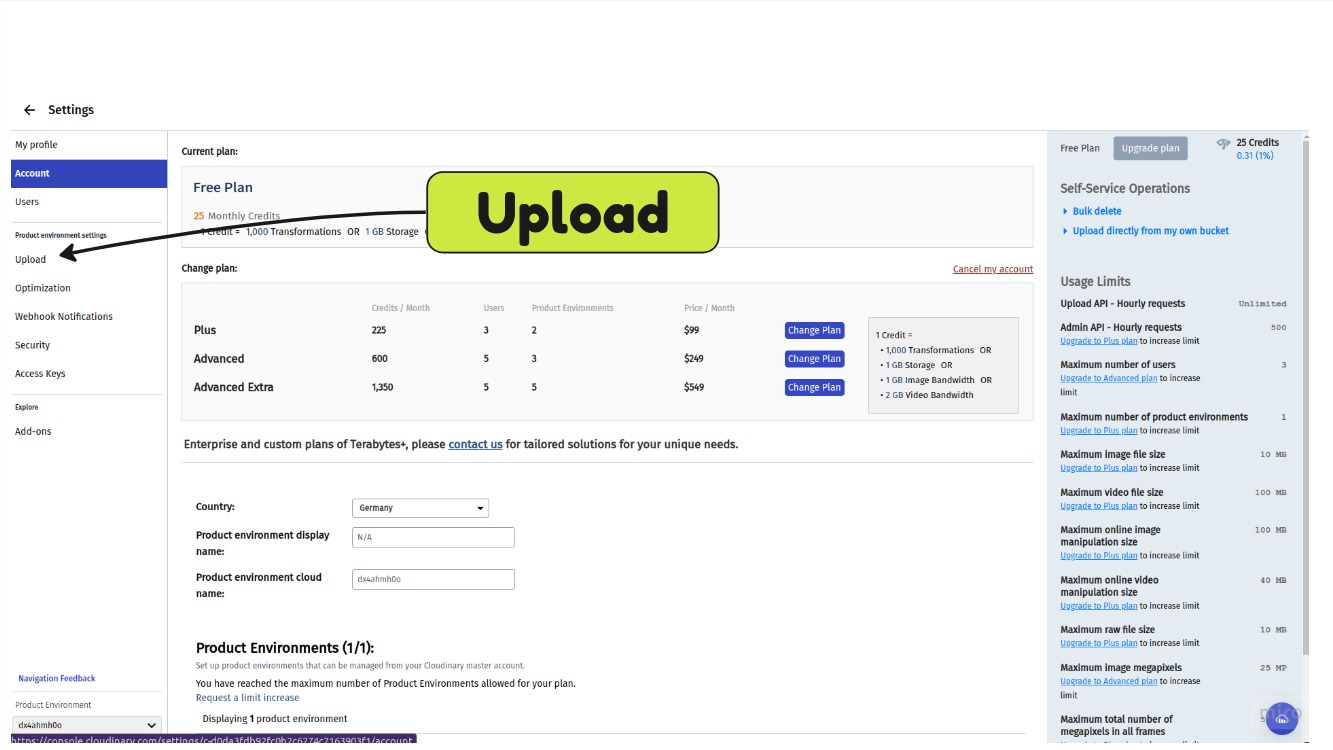 Settings
My profile
Account
Users
Product environment settings
Upload
Optimization
Webhook Notifications
Security
Access Keys
Explore
Add-ons
Navigation Feedback
Product Environment
dx4ahmh0o
https://console.cloudinary.com/settings/c-d0da3fdb92fc0b2c6274c2163903f1/account
Current plan:
Free Plan
25 Monthly Credits
1 Credit = 1,000 Transformations OR 1 GB Storage
Upload
Change plan:
Cancel my account
Credits / Month Users Product Environments Price / Month
Plus 225 3 2 $99 Change Plan
Advanced 600 5 3 $249 Change Plan
Advanced Extra 1,350 5 5 $549 Change Plan
1 Credit =
• 1,000 Transformations OR
• 1 GB Storage OR
• 1 GB Image Bandwidth OR
• 2 GB Video Bandwidth
Enterprise and custom plans of Terabytes+, please contact us for tailored solutions for your unique needs.
Country: Germany
Product environment display
name:
N/A
Product environment cloud
name:
dx4ahmh0o
Product Environments (1/1):
Set up product environments that can be managed from your Cloudinary master account.
You have reached the maximum number of Product Environments allowed for your plan.
Request a limit increase
Displaying 1 product environment
Free Plan Upgrade plan 25 Credits
0.31 (1%)
Self-Service Operations
Bulk delete
Upload directly from my own bucket
Usage Limits
Upload API - Hourly requests Unlimited
Admin API - Hourly requests 500
Upgrade to Plus plan to increase limit
Maximum number of users 3
Upgrade to Advanced plan to increase
limit
Maximum number of product environments 1
Upgrade to Plus plan to increase limit
Maximum image file size 10 MB
Upgrade to Plus plan to increase limit
Maximum video file size 100 MB
Upgrade to Plus plan to increase limit
Maximum online image
manipulation size
100 MB
Upgrade to Plus plan to increase limit
Maximum online video
manipulation size
40 MB
Upgrade to Plus plan to increase limit
Maximum raw file size 10 MB
Upgrade to Plus plan to increase limit
Maximum image megapixels 25 MP
Upgrade to Advanced plan to increase
limit
Maximum total number of
megapixels in all frames
miro